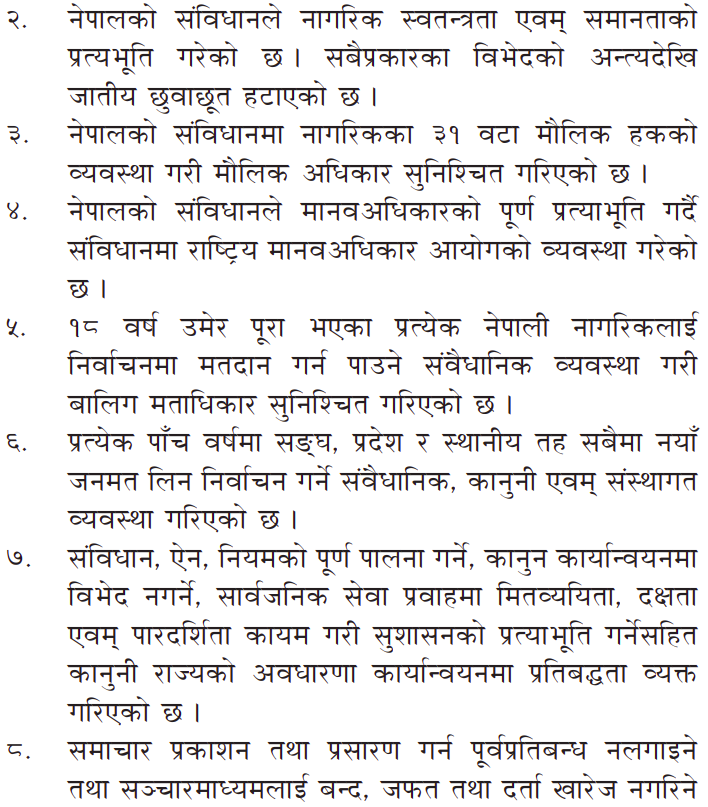 २. नेपालको संविधानले नागरिक स्वतन्त्रता एवम् समानताको
प्रत्यभूति गरेको छ । सबैप्रकारका विभेदको अन्त्यदेखि
जातीय छुवाछूत हटाएको छ ।
३. नेपालको संविधानमा नागरिकका ३१ वटा मौलिक हकको
व्यवस्था गरी मौलिक अधिकार सुनिश्चित गरिएको छ ।
४. नेपालको संविधानले मानवअधिकारको पूर्ण प्रत्याभूति गर्दै
संविधानमा राष्ट्रिय मानवअधिकार आयोगको व्यवस्था गरेको
छ ।
५. १८ वर्ष उमेर पूरा भएका प्रत्येक नेपाली नागरिकलाई
निर्वाचनमा मतदान गर्न पाउने संवैधानिक व्यवस्था गरी
बालिग मताधिकार सुनिश्चित गरिएको छ ।
६. प्रत्येक पाँच वर्षमा सङ्घ, प्रदेश र स्थानीय तह सबैमा नयाँ
जनमत लिन निर्वाचन गर्ने संवैधानिक, कानुनी एवम् संस्थागत
व्यवस्था गरिएको छ ।
७. संविधान, ऐन, नियमको पूर्ण पालना गर्ने, कानुन कार्यान्वयनमा
विभेद नगर्ने, सार्वजनिक सेवा प्रवाहमा मितव्ययिता, दक्षता
एवम् पारदर्शिता कायम गरी सुशासनको प्रत्याभूति गर्नेसहित
कानुनी राज्यको अवधारणा कार्यान्वयनमा प्रतिबद्धता व्यक्त
गरिएको छ ।
८. समाचार प्रकाशन तथा प्रसारण गर्न पूर्वप्रतिबन्ध नलगाइने
तथा सञ्चारमाध्यमलाई बन्द, जफत तथा दर्ता खारेज नगरिने